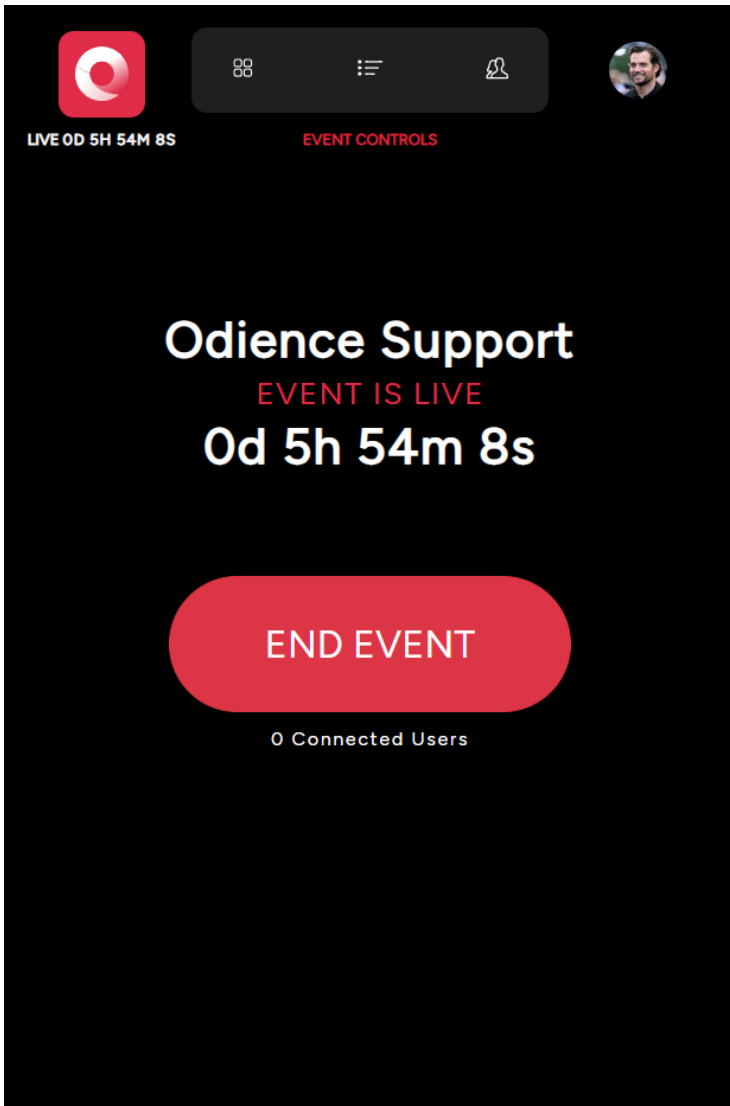 LIVE 0D 5H 54M 8S
EVENT CONTROLS
Odience Support
EVENT IS LIVE
0d 5h 54m 8s
END EVENT
0 Connected Users